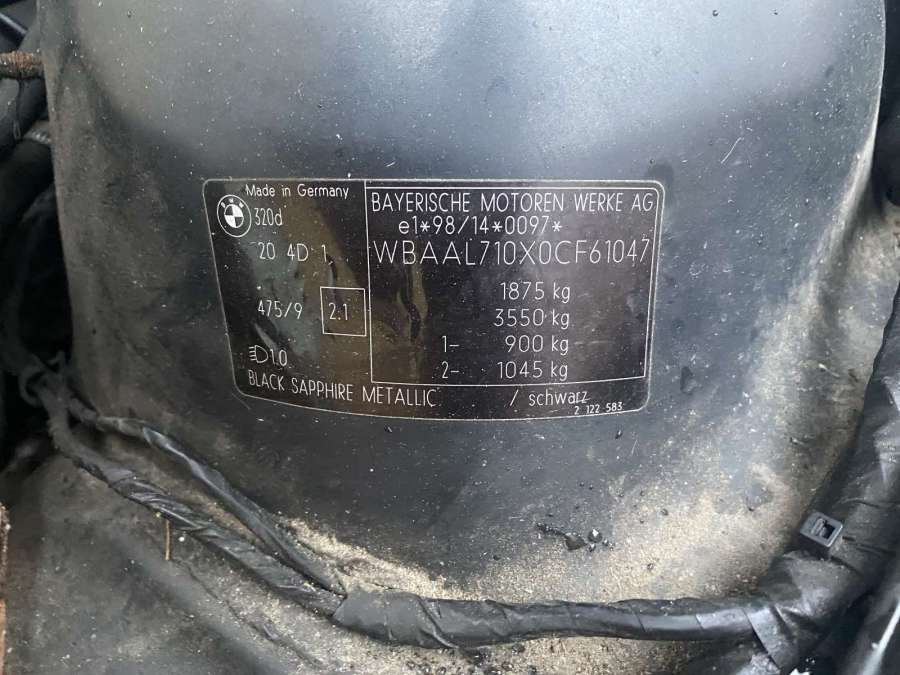 Made in Germany
BMW
320d
20 4D 1
475/9 2.1
1.0
BLACK SAPPHIRE METALLIC / schwarz
2 122 583
BAYERISCHE MOTOREN WERKE AG
e1*98/14*0097*
WBAAL710X0CF61047
1875 kg
3550 kg
1- 900 kg
2- 1045 kg